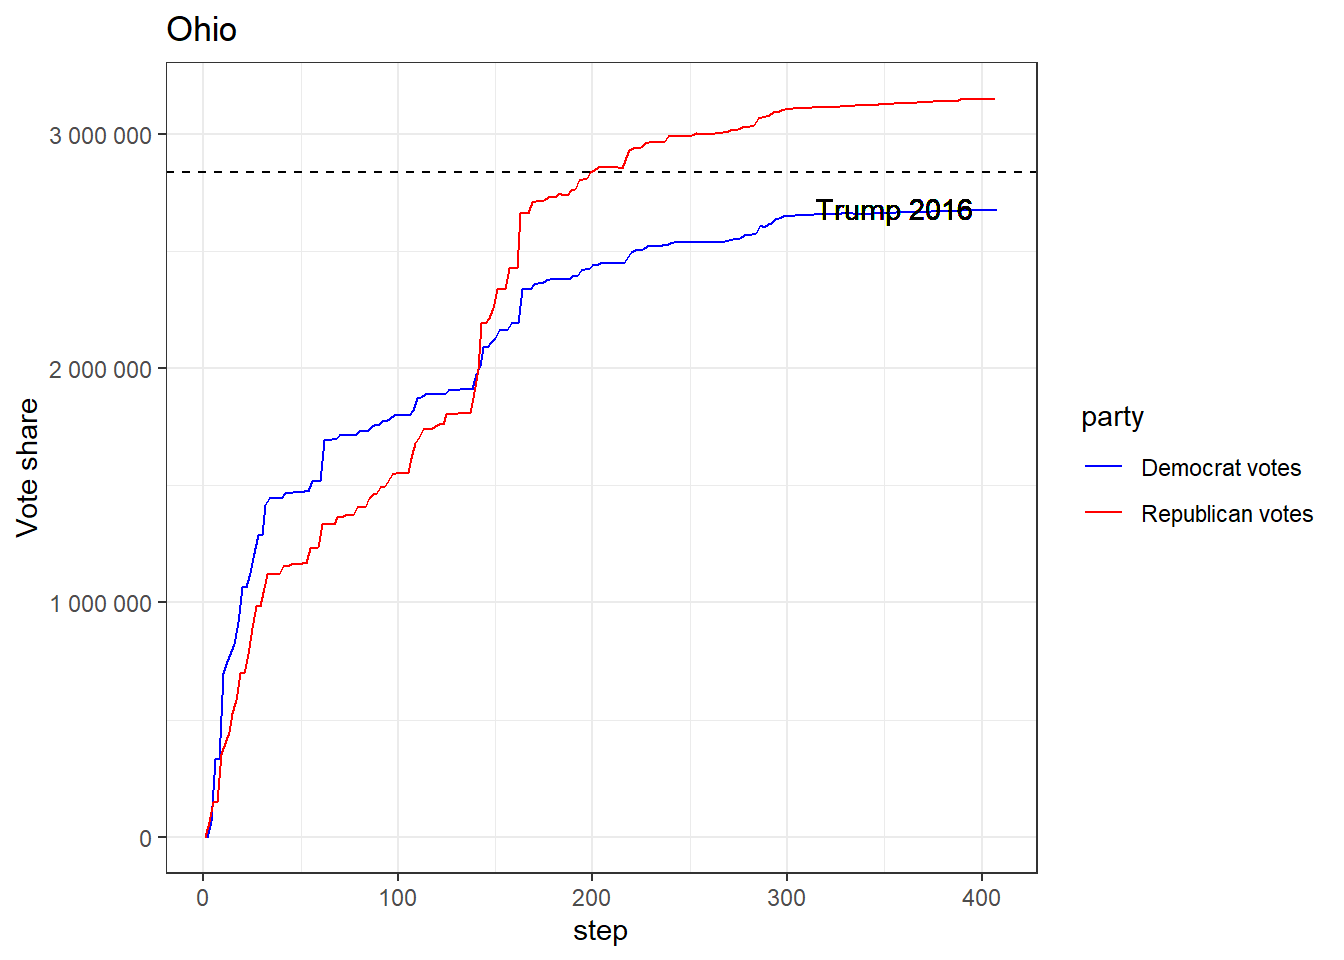 Ohio
Vote share
3 000 000
2 000 000
1 000 000
0
Trump 2016
0 100 200 300 400
step
party
Democrat votes
Republican votes